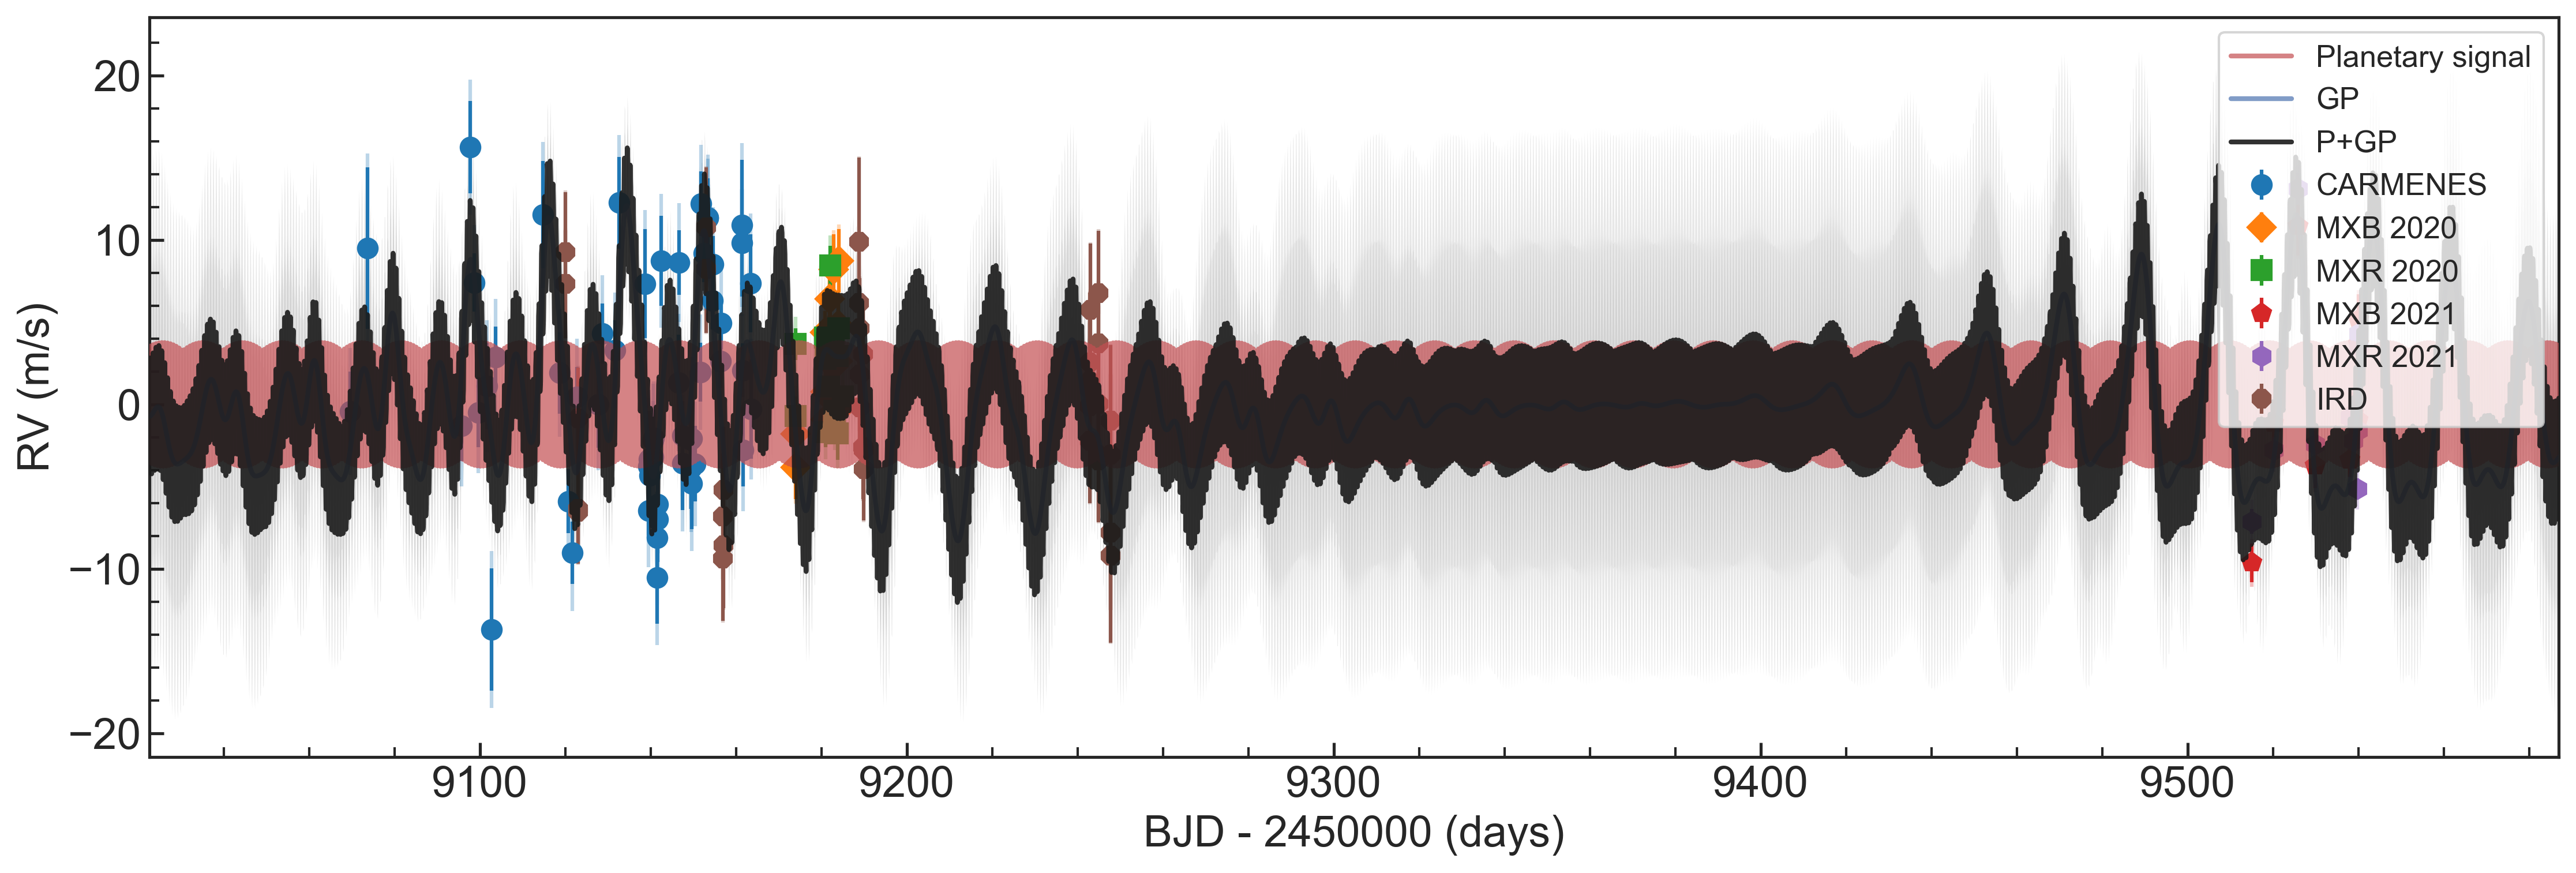 RV (m/s)
20
10
0
−10
−20
9100
9200
9300
9400
9500
BJD - 2450000 (days)
Planetary signal
GP
P+GP
CARMENES
MXB 2020
MXR 2020
MXB 2021
MXR 2021
IRD